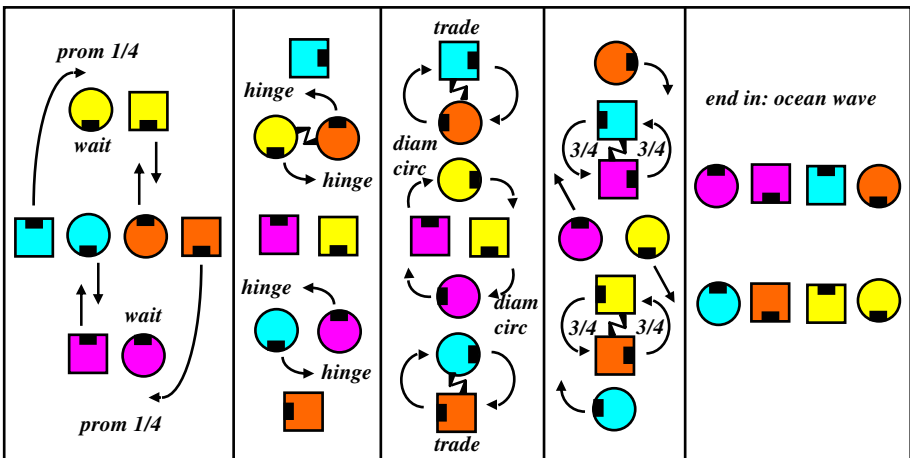 prom 1/4
wait
wait
prom 1/4
hinge
hinge
hinge
hinge
trade
diam
circ
diam
circ
trade
3/4 3/4
3/4 3/4
end in: ocean wave